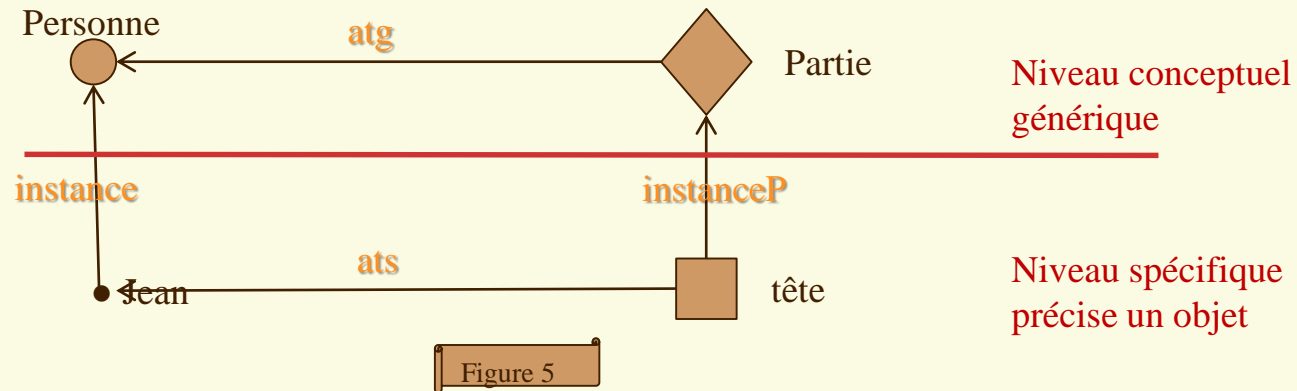 Personne
atg
Partie
Niveau conceptuel
générique
instance
instanceP
ats
Jean
tête
Niveau spécifique
précise un objet
Figure 5